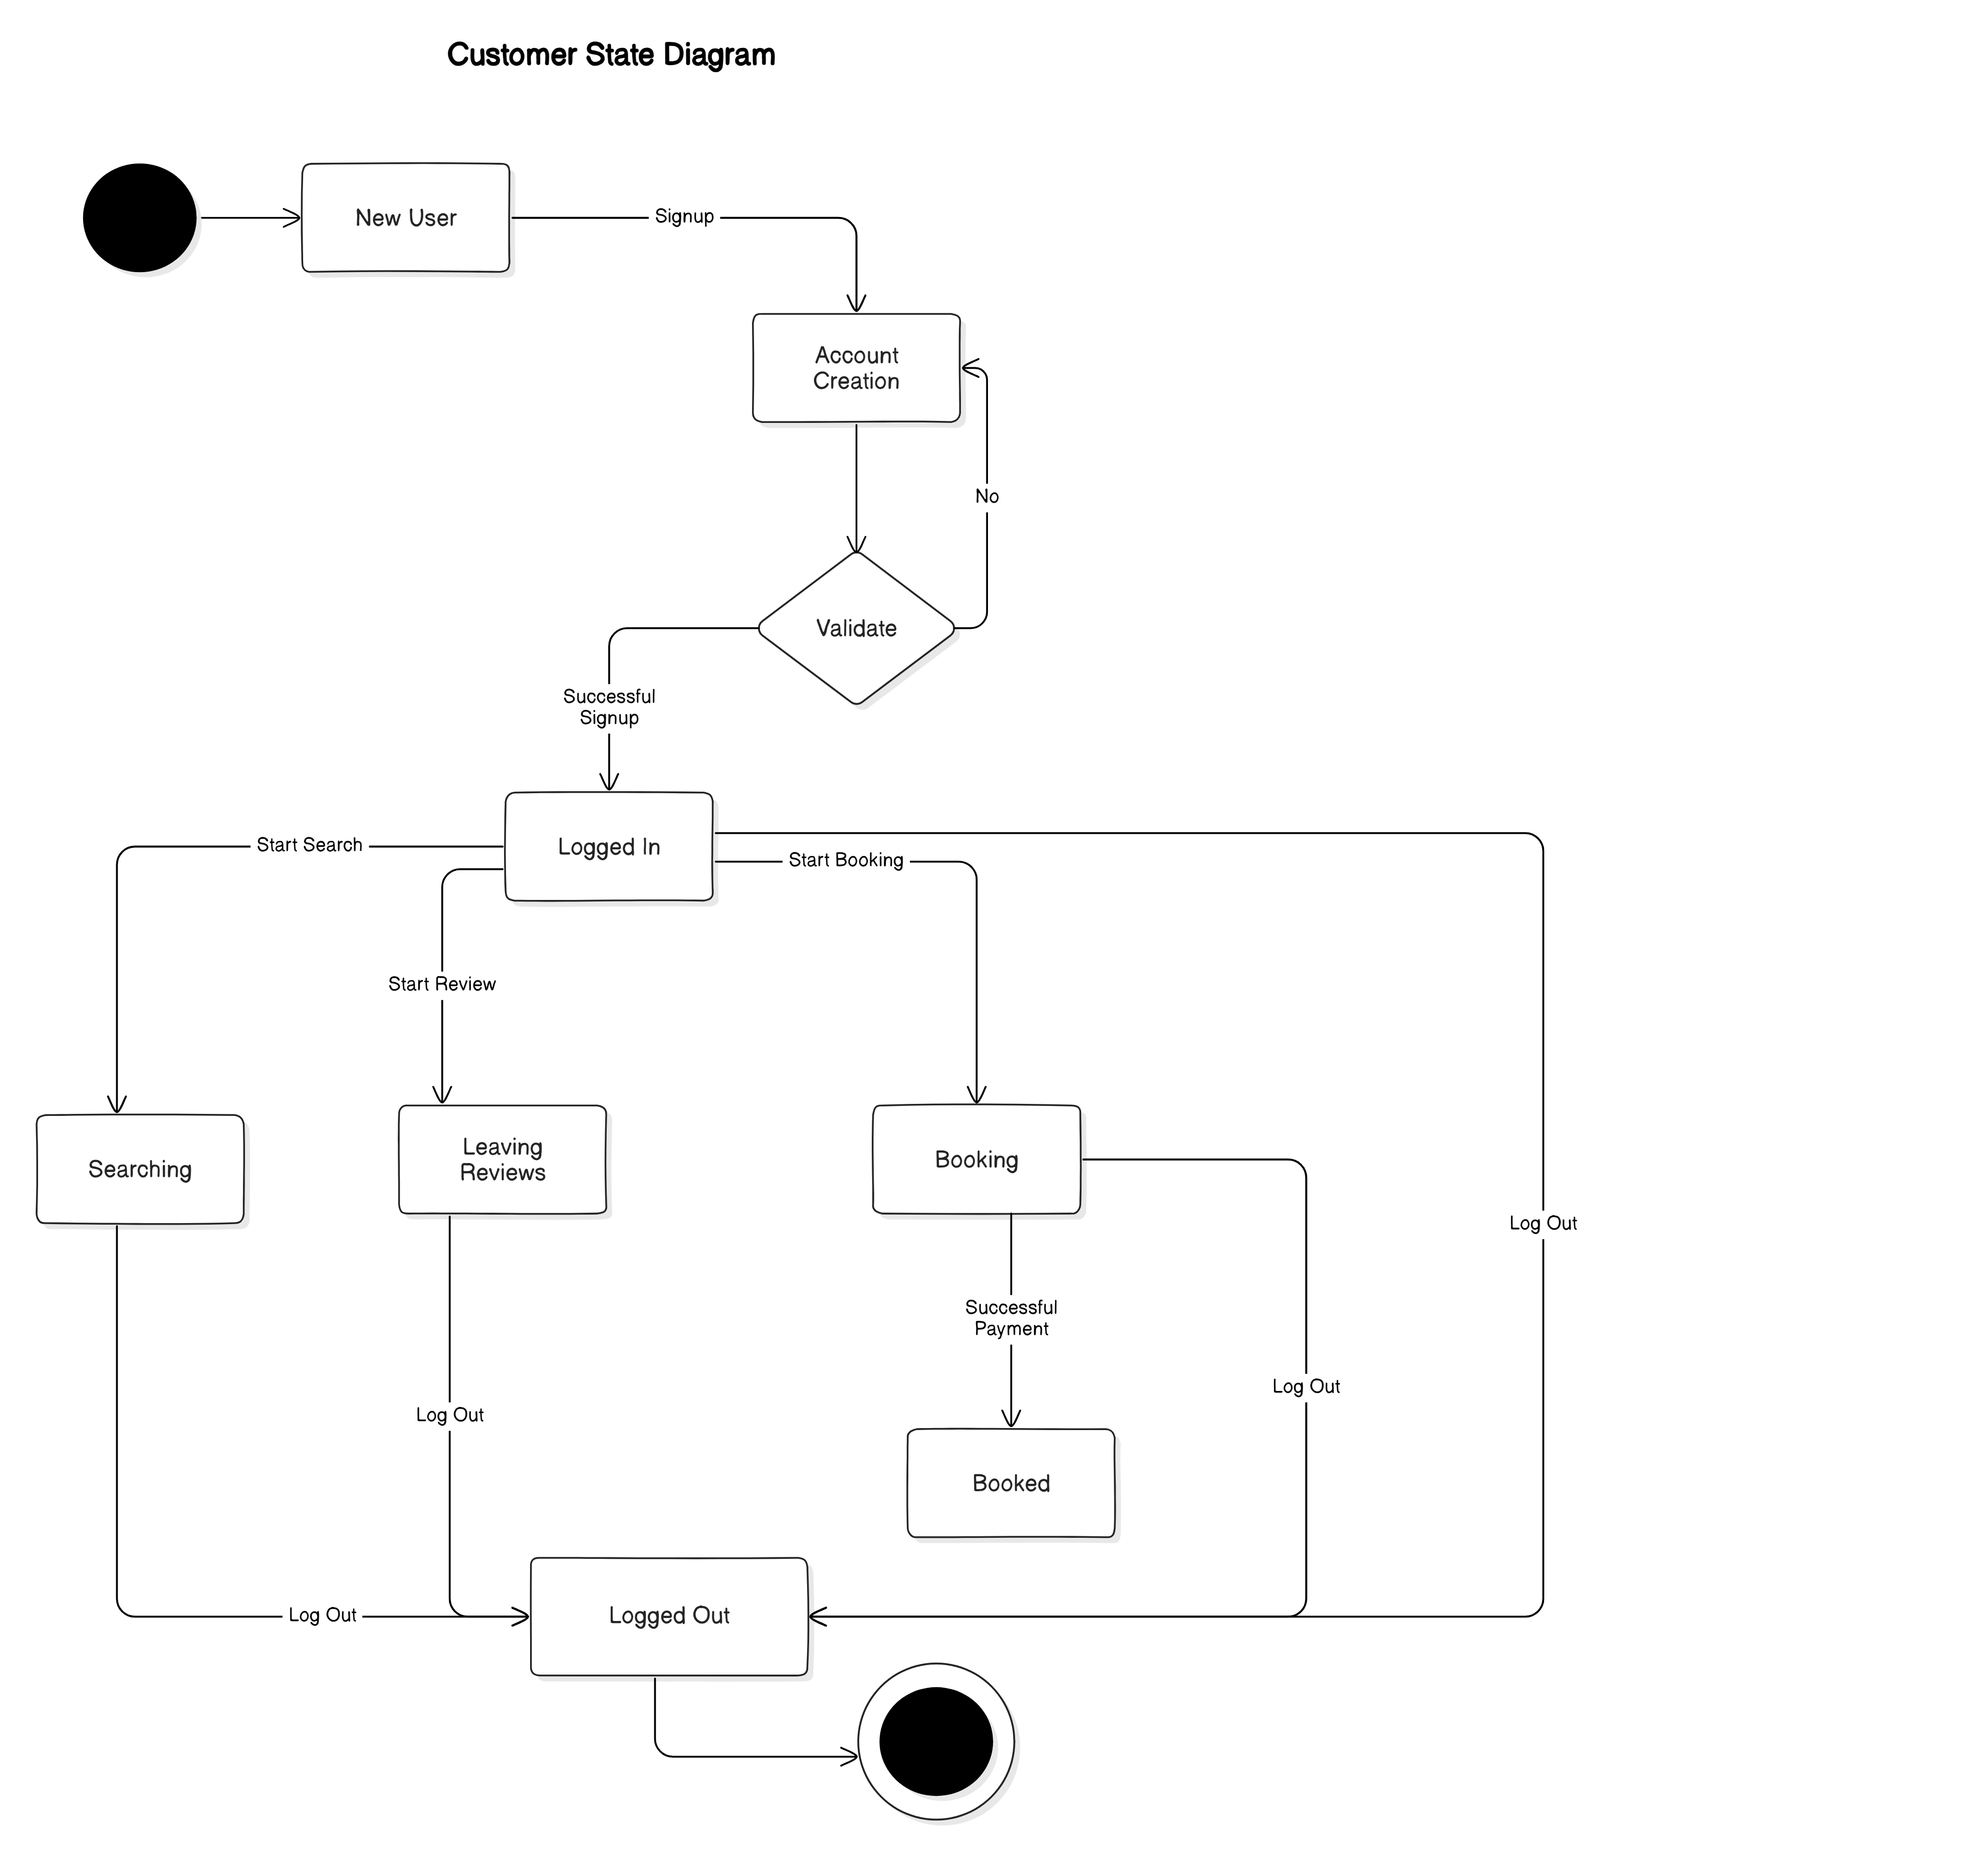 Customer State Diagram
New User
Signup
Account
Creation
No
Validate
Successful
Signup
Logged In
Start Search
Start Booking
Start Review
Searching
Leaving
Reviews
Booking
Log Out
Successful
Payment
Log Out
Log Out
Booked
Log Out
Logged Out